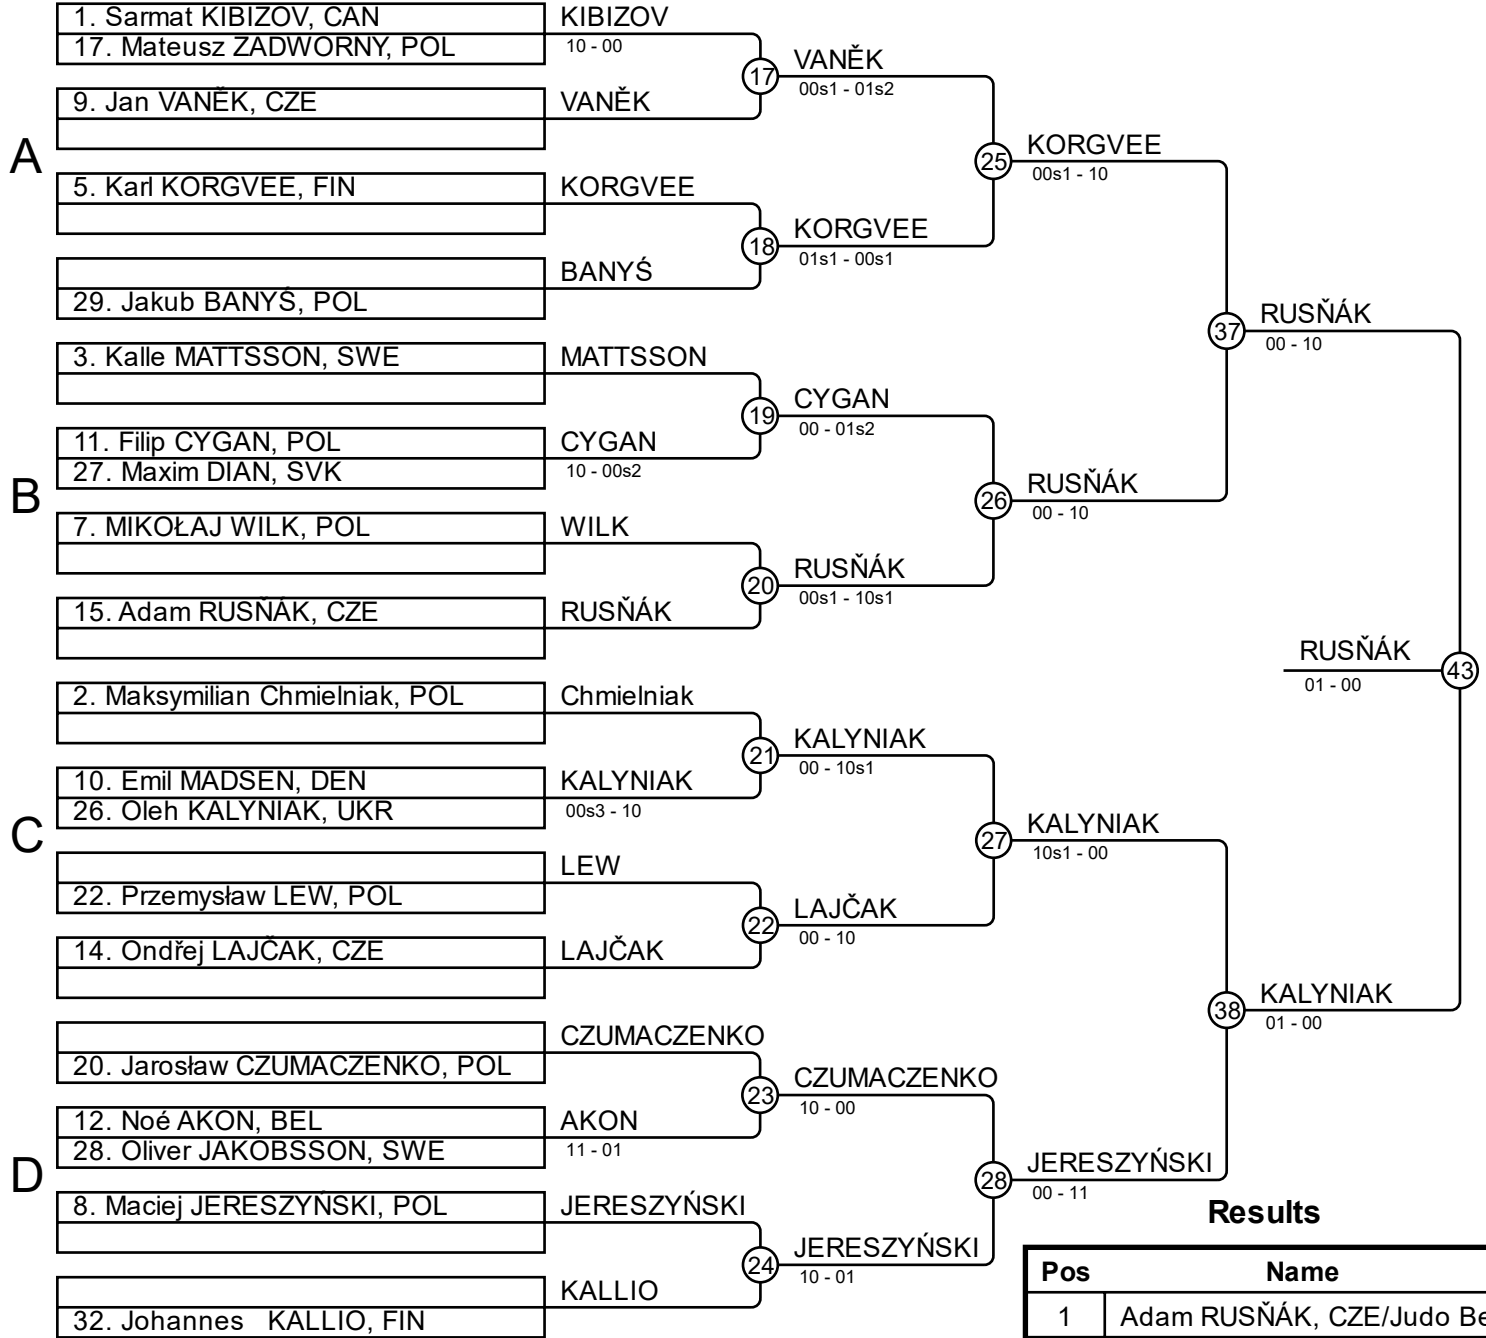 1. Sarmat KIBIZOV, CAN
17. Mateusz ZADWORNY, POL
KIBIZOV
10 - 00
9. Jan VANĚK, CZE
VANĚK
17
VANĚK
00s1 - 01s2
A
5. Karl KORGVEE, FIN
KORGVEE
29. Jakub BANYŚ, POL
BANYŚ
18
KORGVEE
01s1 - 00s1
25
KORGVEE
00s1 - 10
3. Kalle MATTSSON, SWE
MATTSSON
11. Filip CYGAN, POL
27. Maxim DIAN, SVK
CYGAN
10 - 00s2
19
CYGAN
00 - 01s2
B
7. MIKOŁAJ WILK, POL
WILK
15. Adam RUSŇÁK, CZE
RUSŇÁK
20
RUSŇÁK
00s1 - 10s1
26
RUSŇÁK
00 - 10
37
RUSŇÁK
00 - 10
2. Maksymilian Chmielniak, POL
Chmielniak
10. Emil MADSEN, DEN
26. Oleh KALYNIAK, UKR
KALYNIAK
00s3 - 10
21
KALYNIAK
00 - 10s1
C
22. Przemysław LEW, POL
LEW
14. Ondřej LAJČAK, CZE
LAJČAK
22
LAJČAK
00 - 10
27
KALYNIAK
10s1 - 00
20. Jarosław CZUMACZENKO, POL
CZUMACZENKO
12. Noé AKON, BEL
28. Oliver JAKOBSSON, SWE
AKON
11 - 01
23
CZUMACZENKO
10 - 00
D
8. Maciej JERESZYŃSKI, POL
JERESZYŃSKI
32. Johannes KALLIO, FIN
KALLIO
24
JERESZYŃSKI
10 - 01
28
JERESZYŃSKI
00 - 11
38
KALYNIAK
01 - 00
RUSŇÁK
01 - 00
43
Results
Pos Name
1 Adam RUSŇÁK, CZE/Judo Be